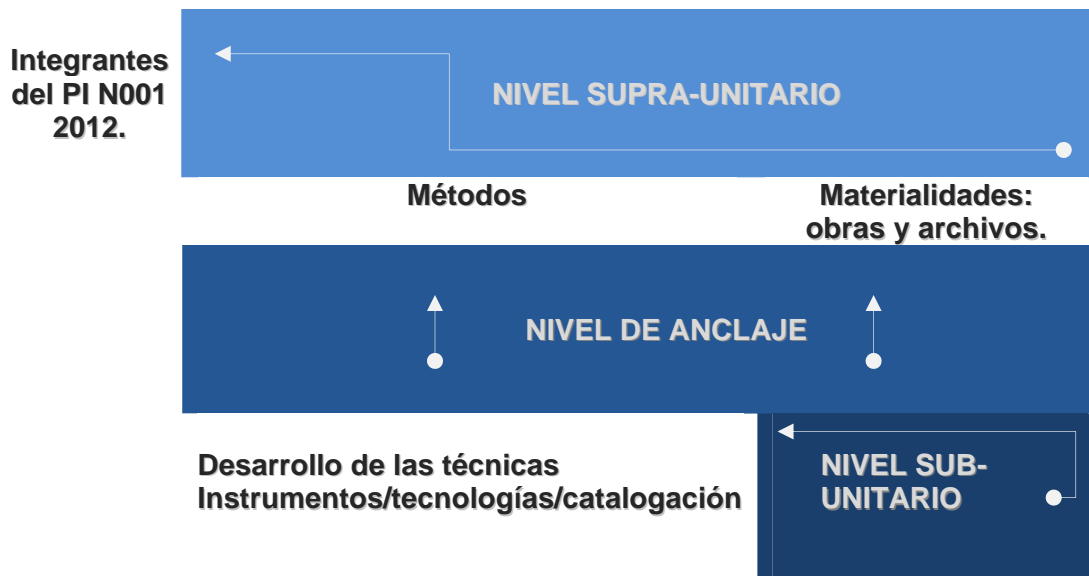 Integrantes
del PI N001
2012.
NIVEL SUPRA-UNITARIO
Métodos
Materialidades:
obras y archivos.
NIVEL DE ANCLAJE
Desarrollo de las técnicas
Instrumentos/tecnologías/catalogación
NIVEL SUB-
UNITARIO